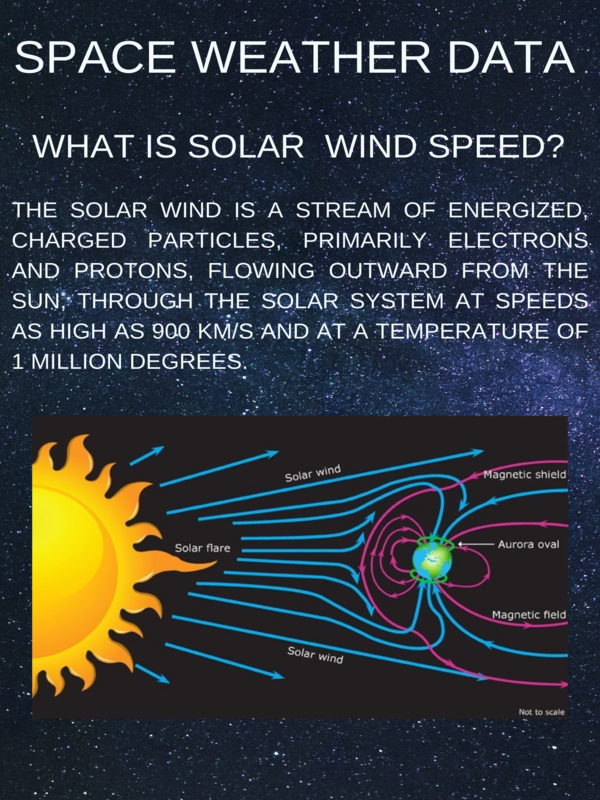 SPACE WEATHER DATA
WHAT IS SOLAR WIND SPEED?
THE SOLAR WIND IS A STREAM OF ENERGIZED,
CHARGED PARTICLES, PRIMARILY ELECTRONS
AND PROTONS, FLOWING OUTWARD FROM THE
SUN, THROUGH THE SOLAR SYSTEM AT SPEEDS
AS HIGH AS 900 KM/S AND AT A TEMPERATURE OF
1 MILLION DEGREES.
Solar wind
Magnetic shield
Solar flare
Aurora oval
Magnetic field
Solar wind
Not to scale